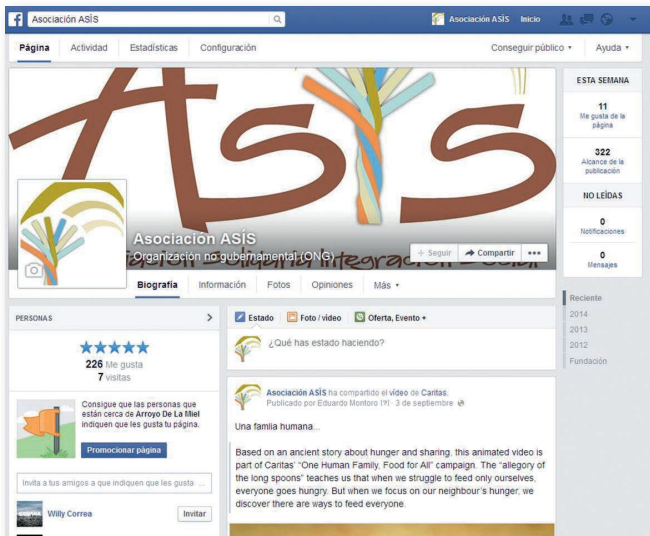 Asociación ASÍS
Asociación ASÍS Inicio
Página Actividad Estadísticas Configuración Conseguir público Ayuda
ASIS
Asociación ASÍS
Organización no gubernamental (ONG)
Solidaria Integración Social
+ Seguir Compartir •••
Biografía Información Fotos Opiniones Más
ESTA SEMANA
11
Me gusta de la
página
322
Alcance de la
publicación
NO LEÍDAS
0
Notificaciones
0
Mensajes
Reciente
2014
2013
2012
Fundación
PERSONAS
226 Me gusta
7 visitas
Consigue que las personas que
están cerca de Arroyo De La Miel
indiquen que les gusta tu página.
Promocionar página
Invita a tus amigos a que indiquen que les gusta ...
Willy Correa Invitar
Estado Foto / vídeo Oferta, Evento +
¿Qué has estado haciendo?
Asociación ASÍS ha compartido el vídeo de Caritas.
Publicado por Eduardo Montoro [?] · 3 de septiembre
Una famlia humana...
Based on an ancient story about hunger and sharing, this animated video is
part of Caritas' "One Human Family, Food for All" campaign. The "allegory of
the long spoons" teaches us that when we struggle to feed only ourselves,
everyone goes hungry. But when we focus on our neighbour's hunger, we
discover there are ways to feed everyone.